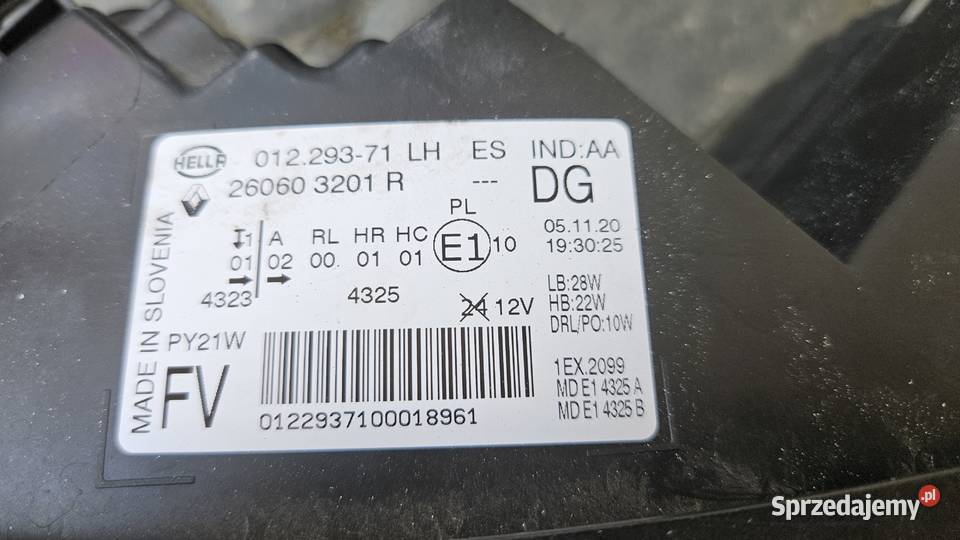 HELLA 012.293-71 LH ES IND:AA
26060 3201 R --- DG
PL
1 A RL HR HC E1 10 05.11.20
01 02 00 01 01 19:30:25
4323 4325 24 12V
LB:28W
HB:22W
DRL/PO:10W
PY21W
FV
1EX.2099
MD E1 4325 A
MD E1 4325 B
0122937100018961
MADE IN SLOVENIA
Sprzedajemy.pl